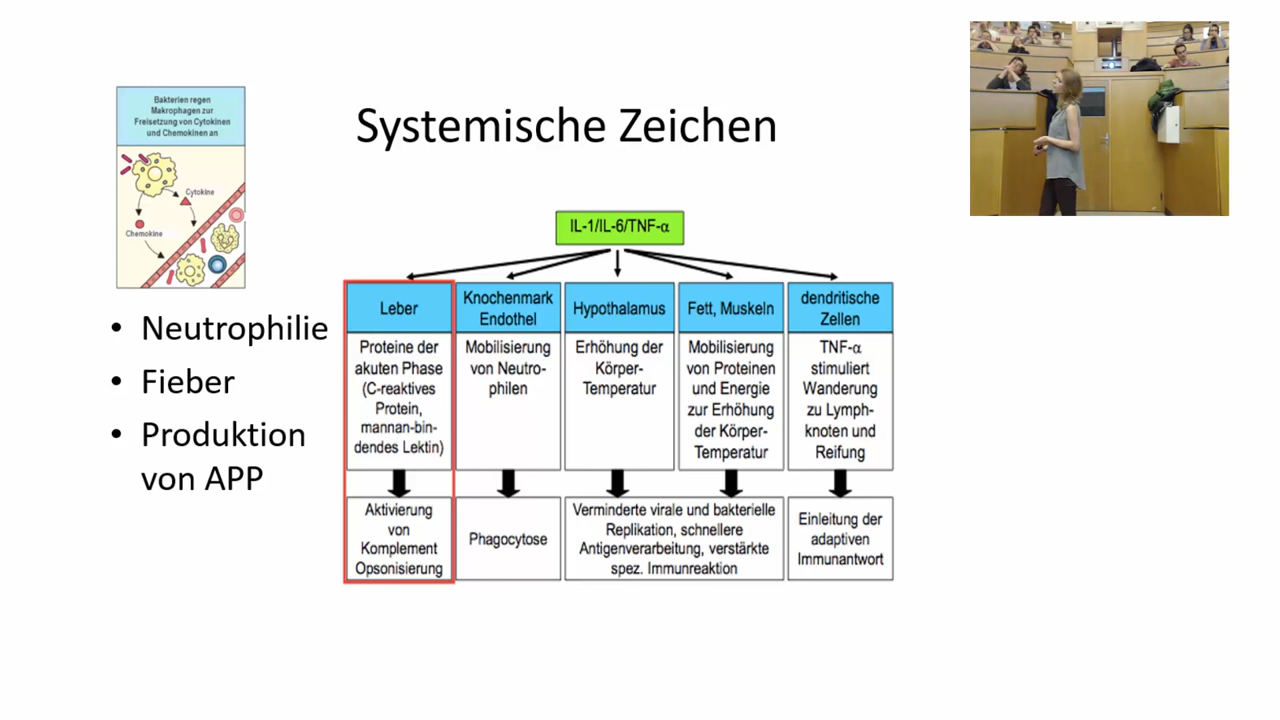 Bakterien regen
Makrophagen zur
Freisetzung von Cytokinen
und Chemokinen an
Cytokine
Chemokine
Systemische Zeichen
• Neutrophilie
• Fieber
• Produktion
von APP
IL-1/IL-6/TNF-α
Leber
Proteine der
akuten Phase
(C-reaktives
Protein,
mannan-bin-
dendes Lektin)
Aktivierung
von
Komplement
Opsonisierung
Knochenmark
Endothel
Mobilisierung
von Neutro-
philen
Phagocytose
Hypothalamus
Erhöhung der
Körper-
Temperatur
Fett, Muskeln
Mobilisierung
von Proteinen
und Energie
zur Erhöhung
der Körper-
Temperatur
Verminderte virale und bakterielle
Replikation, schnellere
Antigenverarbeitung, verstärkte
spez. Immunreaktion
dendritische
Zellen
TNF-α
stimuliert
Wanderung
zu Lymph-
knoten und
Reifung
Einleitung der
adaptiven
Immunantwort